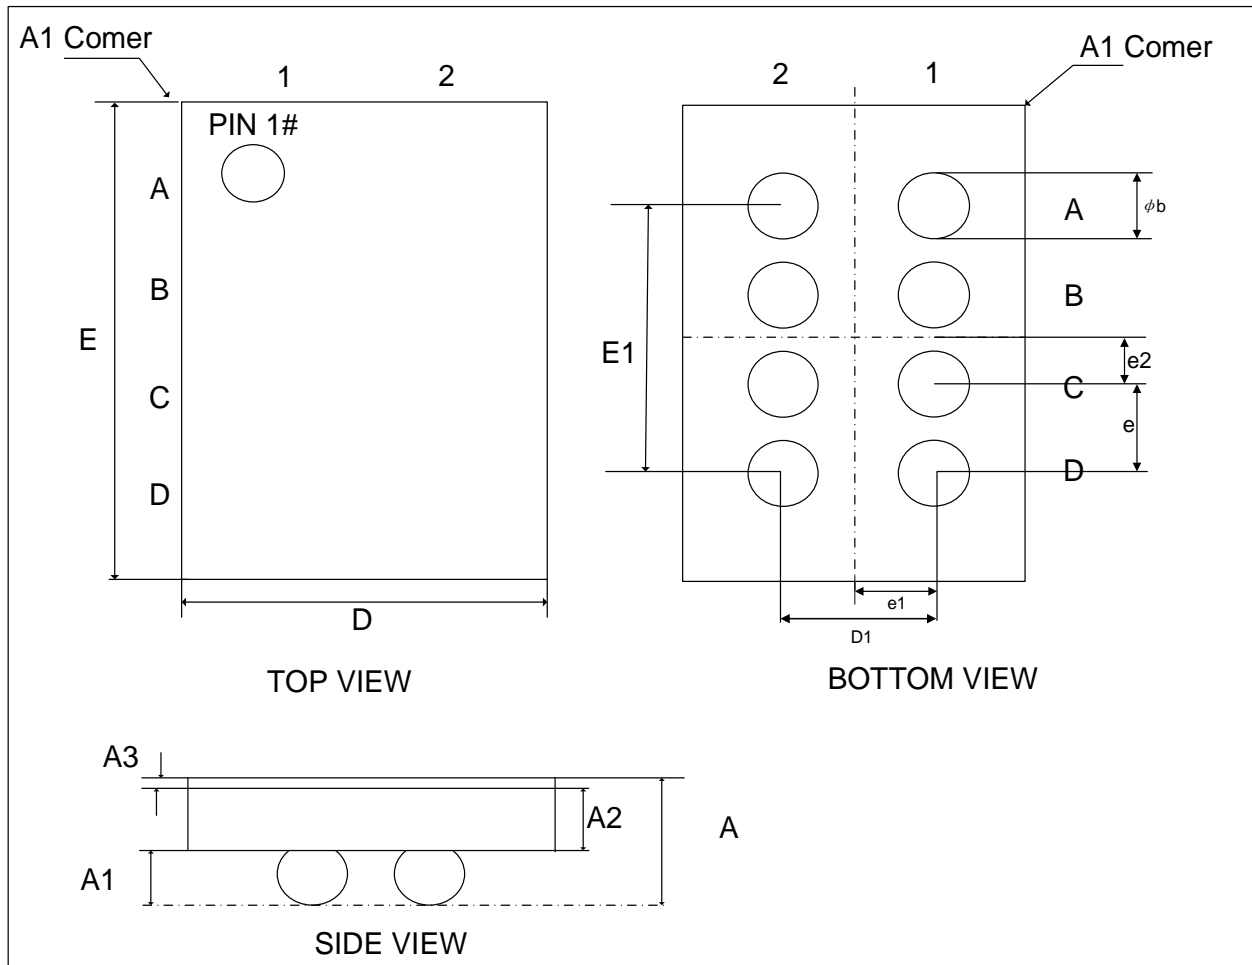 A1 Comer
1
2
PIN 1#
A
B
C
D
E
D
TOP VIEW
A1 Comer
2
1
A
B
C
D
ϕb
E1
e2
e
e1
D1
BOTTOM VIEW
A3
A2
A
A1
SIDE VIEW